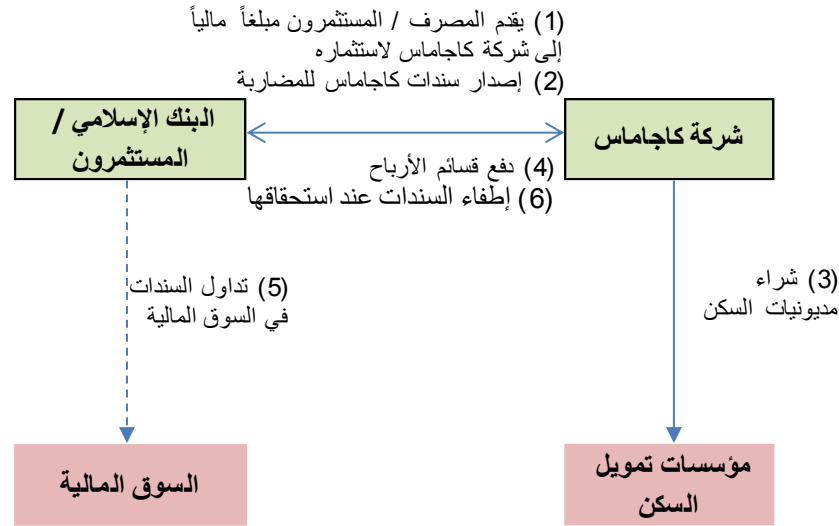 (1) يقدم المصرف / المستثمرون مبلغاً مالياً
إلى شركة كاجاماس لاستثماره
(2) إصدار سندات كاجاماس للمضاربة
شركة كاجاماس
البنك الإسلامي /
المستثمرون
(4) دفع قسائم الأرباح
(6) إطفاء السندات عند استحقاقها
(3) شراء
مديونيات السكن
(5) تداول السندات
في السوق المالية
مؤسسات تمويل
السكن
السوق المالية